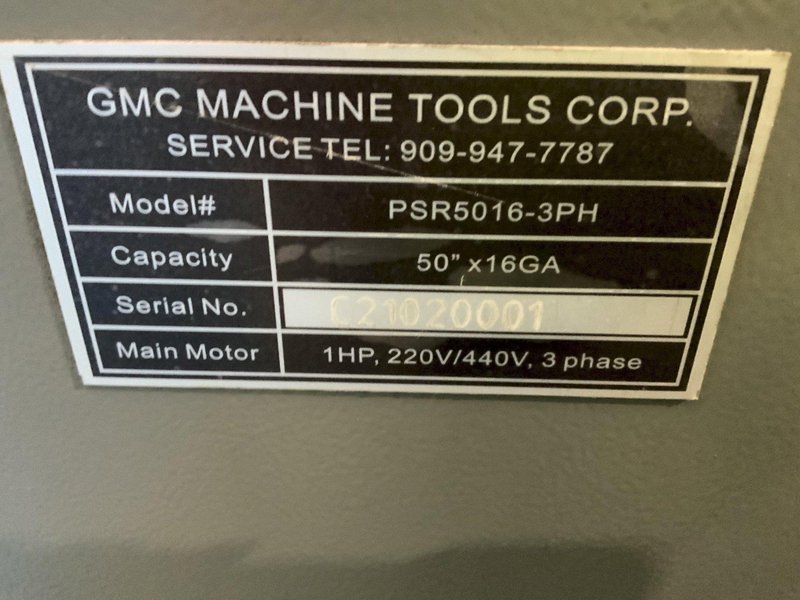 GMC MACHINE TOOLS CORP.
SERVICE TEL: 909-947-7787
Model# PSR5016-3PH
Capacity 50" x16GA
Serial No. C21020001
Main Motor 1HP, 220V/440V, 3 phase